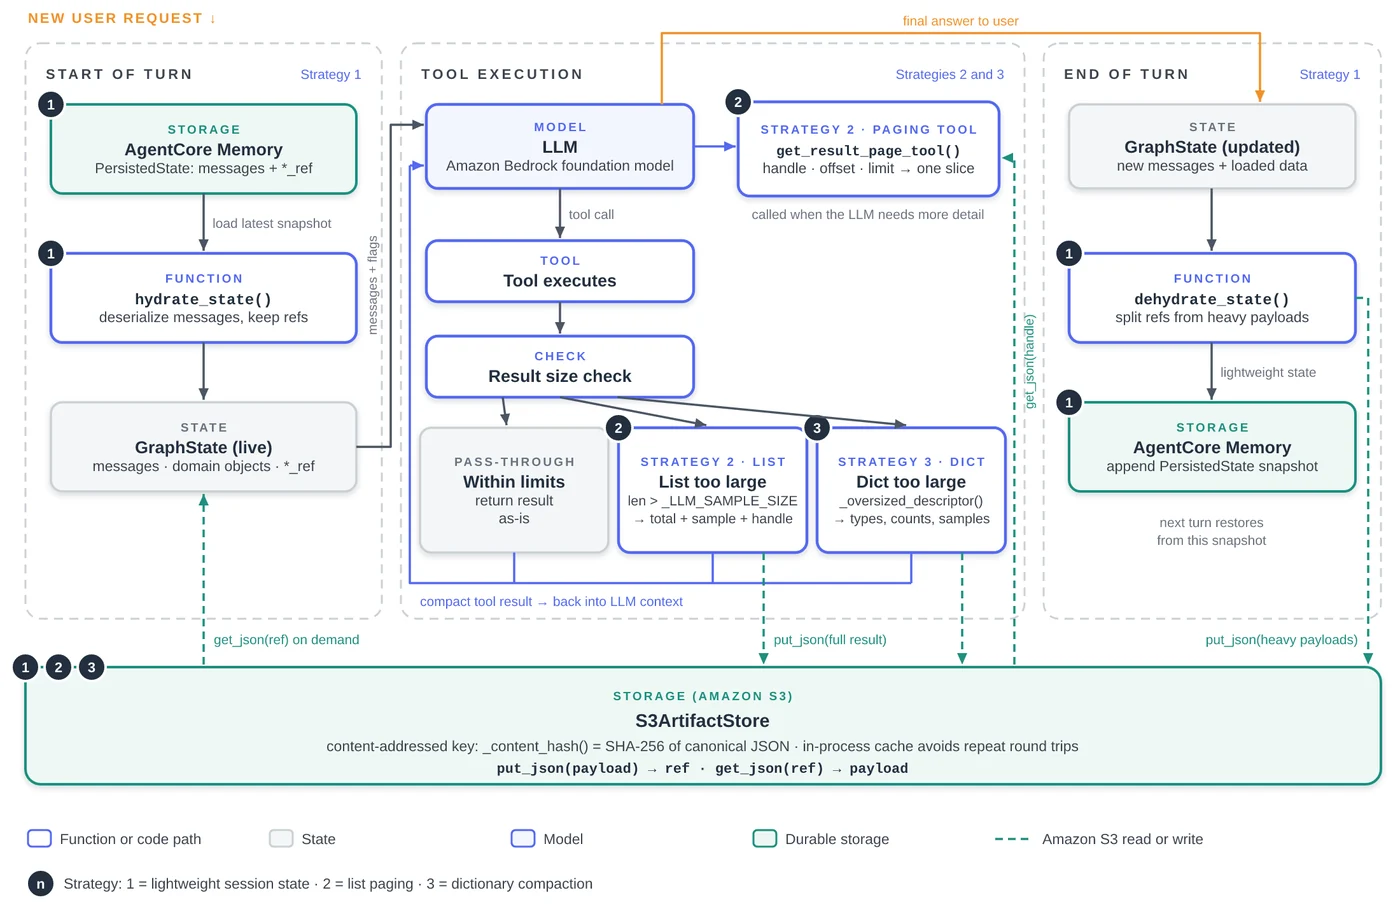 NEW USER REQUEST ↓
final answer to user
START OF TURN
Strategy 1
1
STORAGE
AgentCore Memory
PersistedState: messages + *_ref
load latest snapshot
1
FUNCTION
hydrate_state()
deserialize messages, keep refs
STATE
GraphState (live)
messages · domain objects · *_ref
messages + flags
get_json(ref) on demand
TOOL EXECUTION
Strategies 2 and 3
MODEL
LLM
Amazon Bedrock foundation model
2
STRATEGY 2 · PAGING TOOL
get_result_page_tool()
handle · offset · limit → one slice
called when the LLM needs more detail
tool call
TOOL
Tool executes
CHECK
Result size check
PASS-THROUGH
Within limits
return result
as-is
2
STRATEGY 2 · LIST
List too large
len > _LLM_SAMPLE_SIZE
→ total + sample + handle
3
STRATEGY 3 · DICT
Dict too large
_oversized_descriptor()
→ types, counts, samples
compact tool result → back into LLM context
put_json(full result)
get_json(handle)
END OF TURN
Strategy 1
STATE
GraphState (updated)
new messages + loaded data
1
FUNCTION
dehydrate_state()
split refs from heavy payloads
lightweight state
1
STORAGE
AgentCore Memory
append PersistedState snapshot
next turn restores
from this snapshot
put_json(heavy payloads)
1 2 3
STORAGE (AMAZON S3)
S3ArtifactStore
content-addressed key: _content_hash() = SHA-256 of canonical JSON · in-process cache avoids repeat round trips
put_json(payload) → ref · get_json(ref) → payload
Function or code path
State
Model
Durable storage
Amazon S3 read or write
n
Strategy: 1 = lightweight session state · 2 = list paging · 3 = dictionary compaction